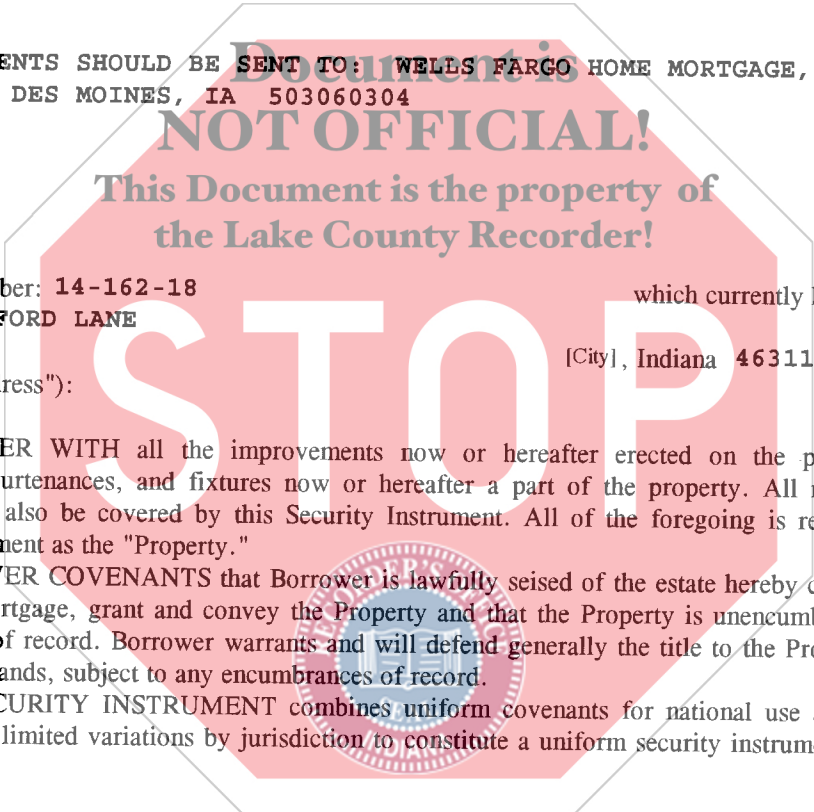 ENTS SHOULD BE SENT TO: WELLS FARGO HOME MORTGAGE,
DES MOINES, IA 503060304
Document is
NOT OFFICIAL!
This Document is the property of
the Lake County Recorder!
ber: 14-162-18
which currently
FORD LANE
[City], Indiana 46311
ress"):
STOP
ER WITH all the improvements now or hereafter erected on the p
urtenances, and fixtures now or hereafter a part of the property. All
also be covered by this Security Instrument. All of the foregoing is re
ment as the "Property."
VER COVENANTS that Borrower is lawfully seised of the estate hereby
rtgage, grant and convey the Property and that the Property is unencumb
of record. Borrower warrants and will defend generally the title to the Pro
ands, subject to any encumbrances of record.
CURITY INSTRUMENT combines uniform covenants for national use
limited variations by jurisdiction to constitute a uniform security instrum
SEAL
INDIANA